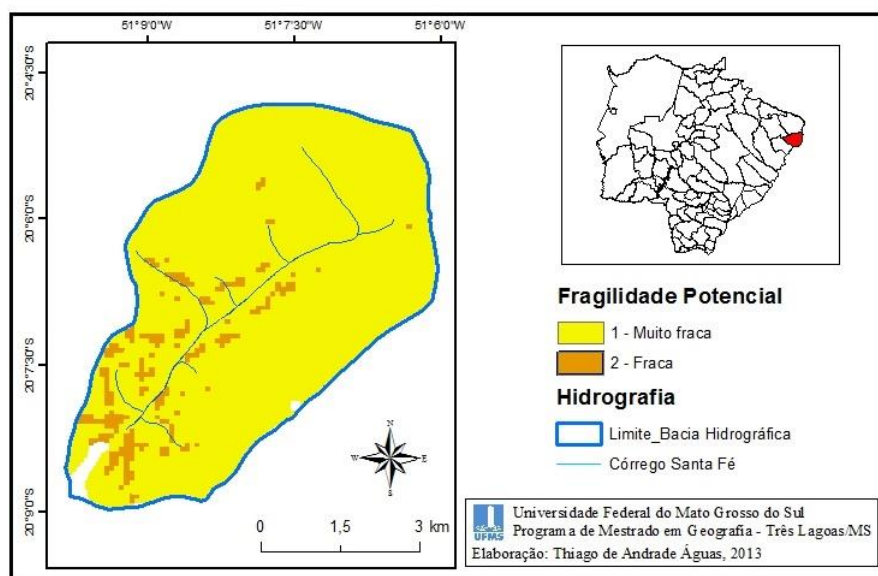 51°9'0"W
51°7'30"W
51°6'0"W
20°4'30"S
20°6'0"S
20°7'30"S
20°9'0"S
N
W
E
S
0
1,5
3 km
Fragilidade Potencial
1 - Muito fraca
2 - Fraca
Hidrografia
Limite_Bacia Hidrográfica
Córrego Santa Fé
UFMS
Universidade Federal do Mato Grosso do Sul
Programa de Mestrado em Geografia - Três Lagoas/MS
Elaboração: Thiago de Andrade Águas, 2013